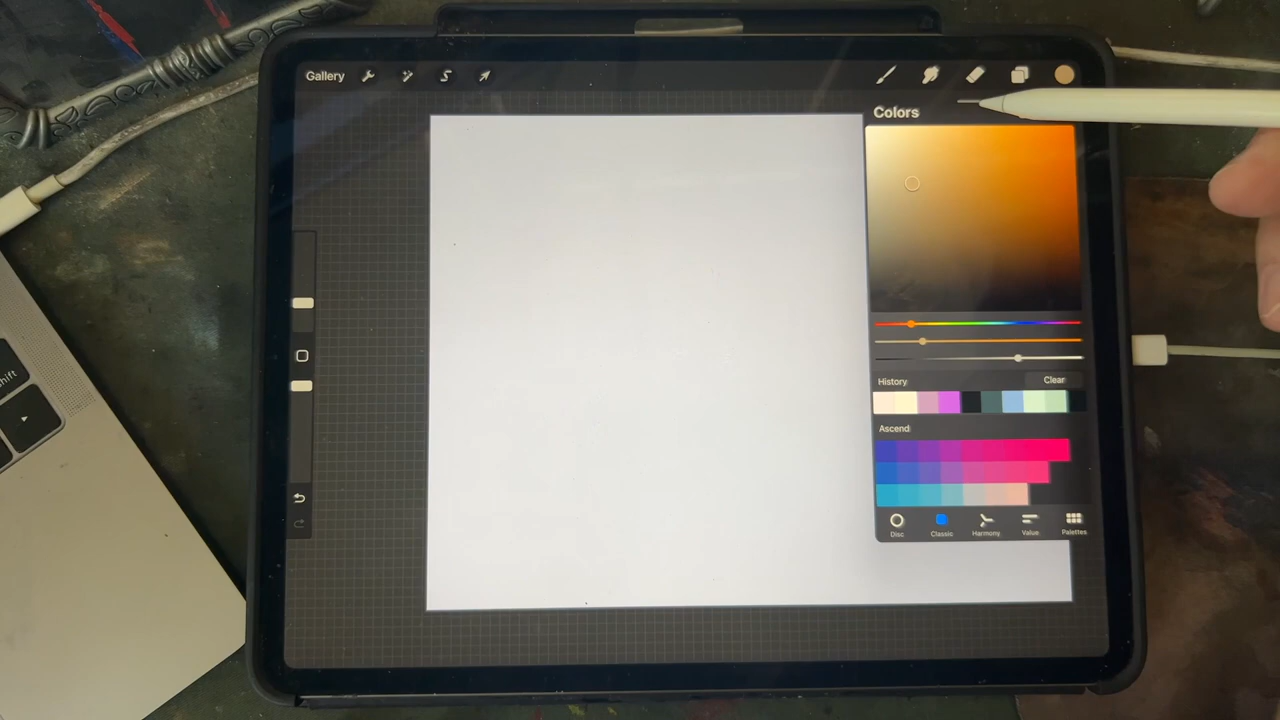 Gallery
Colors
History
Clear
Ascend
Disc
Classic
Harmony
Value
Palettes
shift